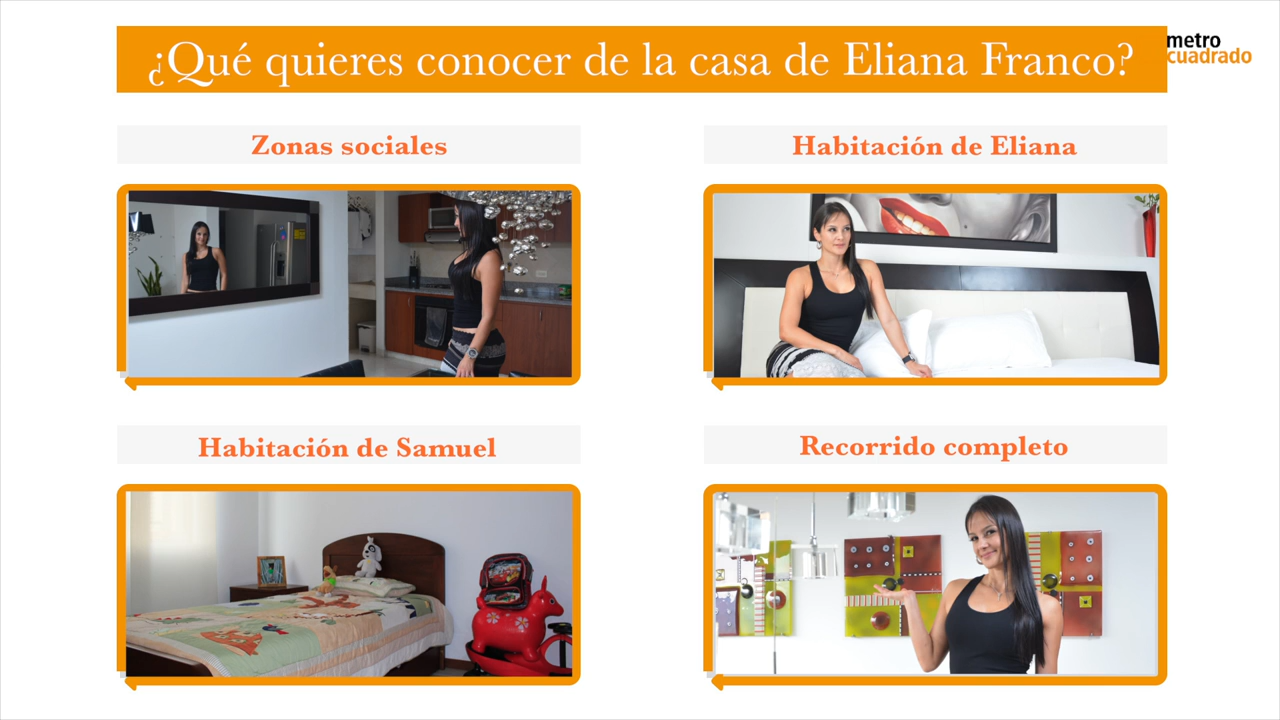 ¿Qué quieres conocer de la casa de Eliana Franco?
metro
cuadrado
Zonas sociales
Habitación de Eliana
Habitación de Samuel
Recorrido completo